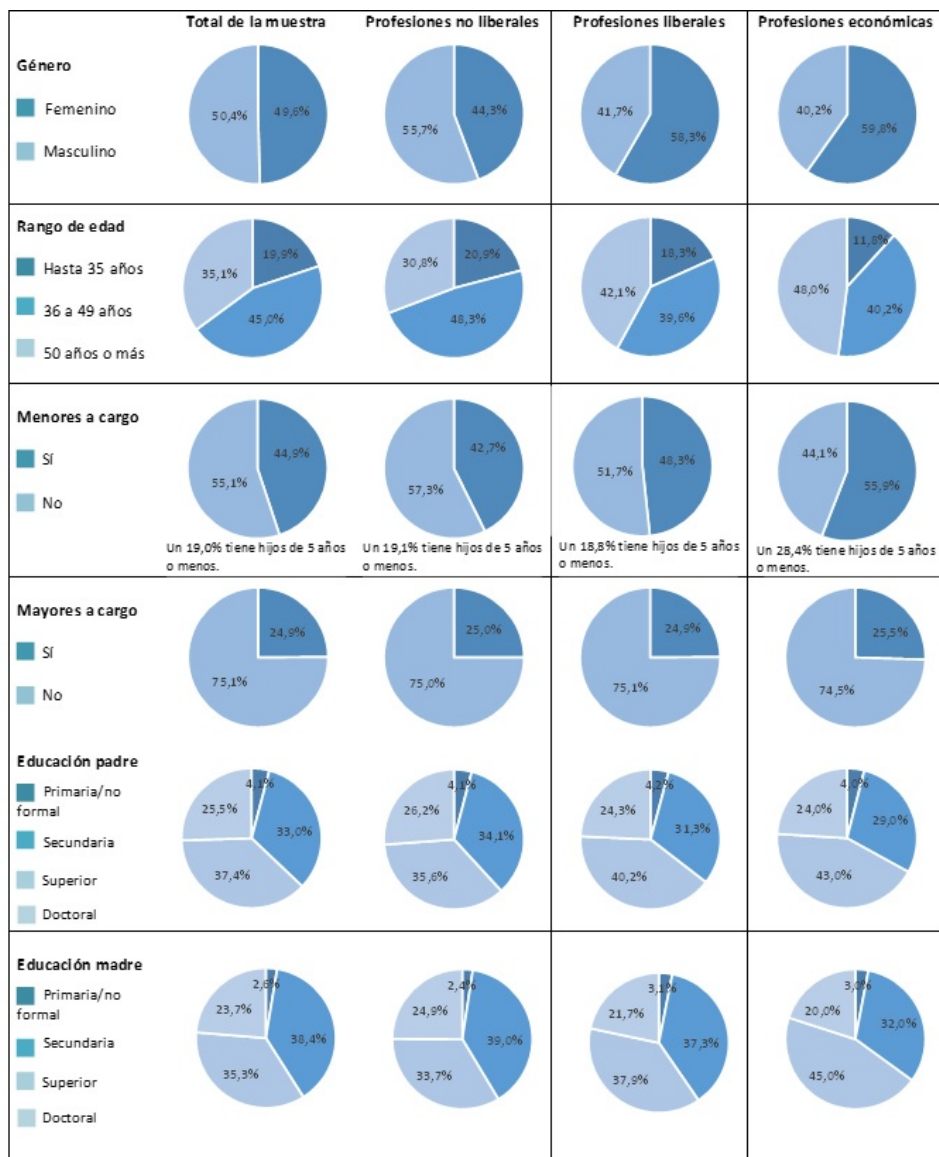 Total de la muestra
Profesiones no liberales
Profesiones liberales
Profesiones económicas
Género
Femenino
Masculino
50,4%
49,6%
55,7%
44,3%
41,7%
58,3%
40,2%
59,8%
Rango de edad
Hasta 35 años
36 a 49 años
50 años o más
35,1%
19,9%
45,0%
30,8%
20,9%
48,3%
42,1%
18,3%
39,6%
48,0%
11,8%
40,2%
Menores a cargo
Sí
No
55,1%
44,9%
Un 19,0% tiene hijos de 5 años
o menos.
57,3%
42,7%
Un 19,1% tiene hijos de 5 años
o menos.
51,7%
48,3%
Un 18,8% tiene hijos de 5 años
o menos.
44,1%
55,9%
Un 28,4% tiene hijos de 5 años
o menos.
Mayores a cargo
Sí
No
24,9%
75,1%
25,0%
75,0%
24,9%
75,1%
25,5%
74,5%
Educación padre
Primaria/no
formal
Secundaria
Superior
Doctoral
4,1%
25,5%
33,0%
37,4%
4,1%
26,2%
34,1%
35,6%
4,2%
24,3%
31,3%
40,2%
4,0%
24,0%
29,0%
43,0%
Educación madre
Primaria/no
formal
Secundaria
Superior
Doctoral
2,6%
23,7%
38,4%
35,3%
2,4%
24,9%
39,0%
33,7%
3,1%
21,7%
37,3%
37,9%
3,0%
20,0%
32,0%
45,0%